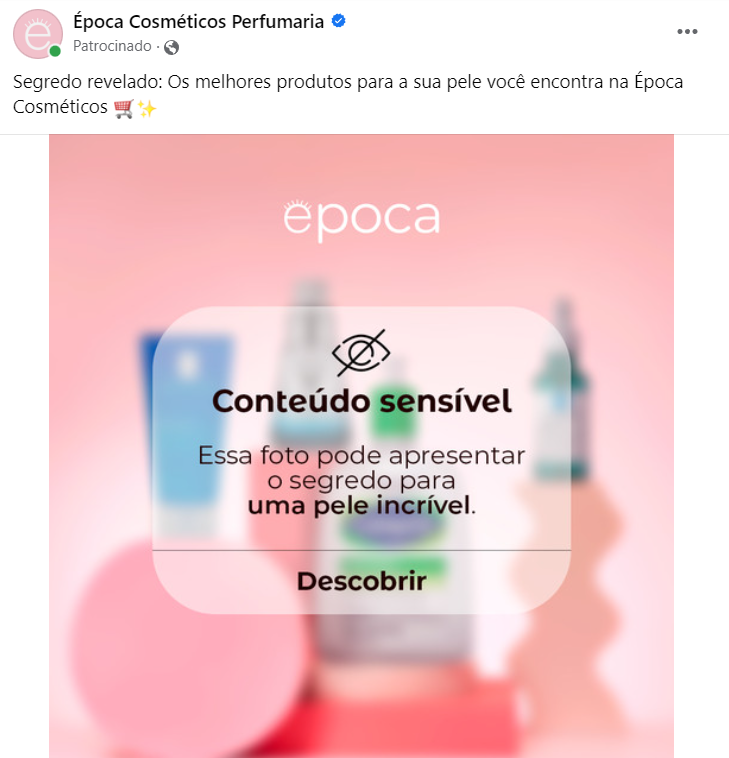 Época Cosméticos Perfumaria
Patrocinado ·
Segredo revelado: Os melhores produtos para a sua pele você encontra na Época
Cosméticos 🛒✨
época
Conteúdo sensível
Essa foto pode apresentar
o segredo para
uma pele incrível.
Descobrir